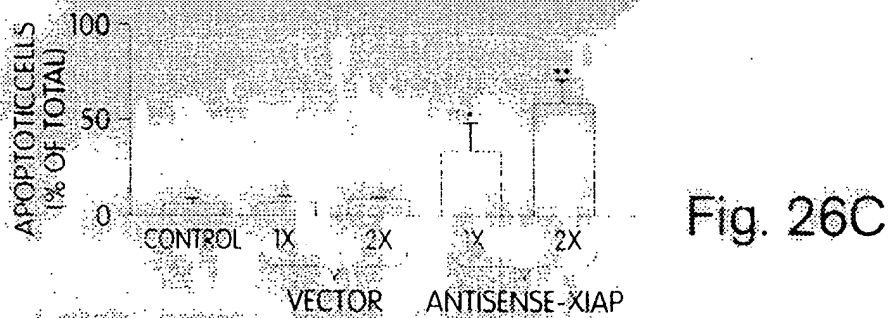 APOPTOTIC CELLS
(% OF TOTAL)
100
50
0
*
**
CONTROL 1X 2X 1X 2X
VECTOR ANTISENSE-XIAP
Fig. 26C